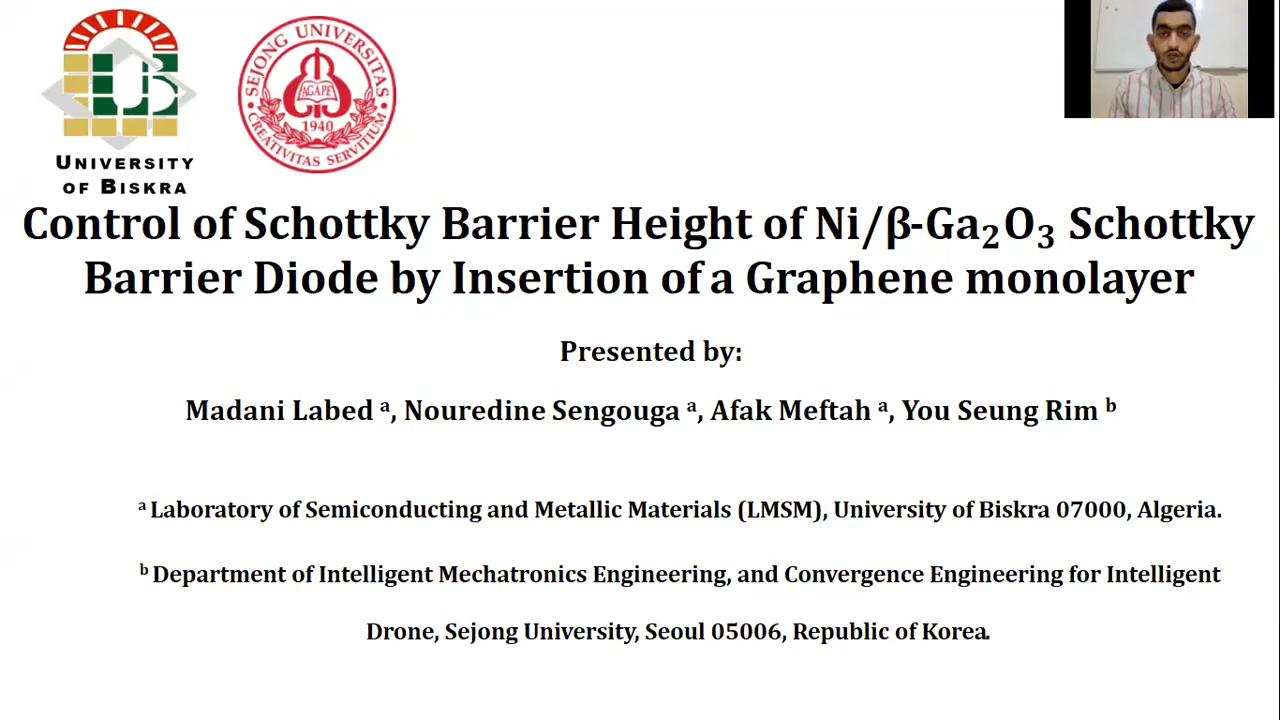 UNIVERSITY
OF BISKRA
SEJONG UNIVERSITAS
AGAPE
1940
CREATIVITAS SERVITIUM
Control of Schottky Barrier Height of Ni/β-Ga₂O₃ Schottky
Barrier Diode by Insertion of a Graphene monolayer
Presented by:
Madani Labed ᵃ, Nouredine Sengouga ᵃ, Afak Meftah ᵃ, You Seung Rim ᵇ
ᵃ Laboratory of Semiconducting and Metallic Materials (LMSM), University of Biskra 07000, Algeria.
ᵇ Department of Intelligent Mechatronics Engineering, and Convergence Engineering for Intelligent
Drone, Sejong University, Seoul 05006, Republic of Korea.